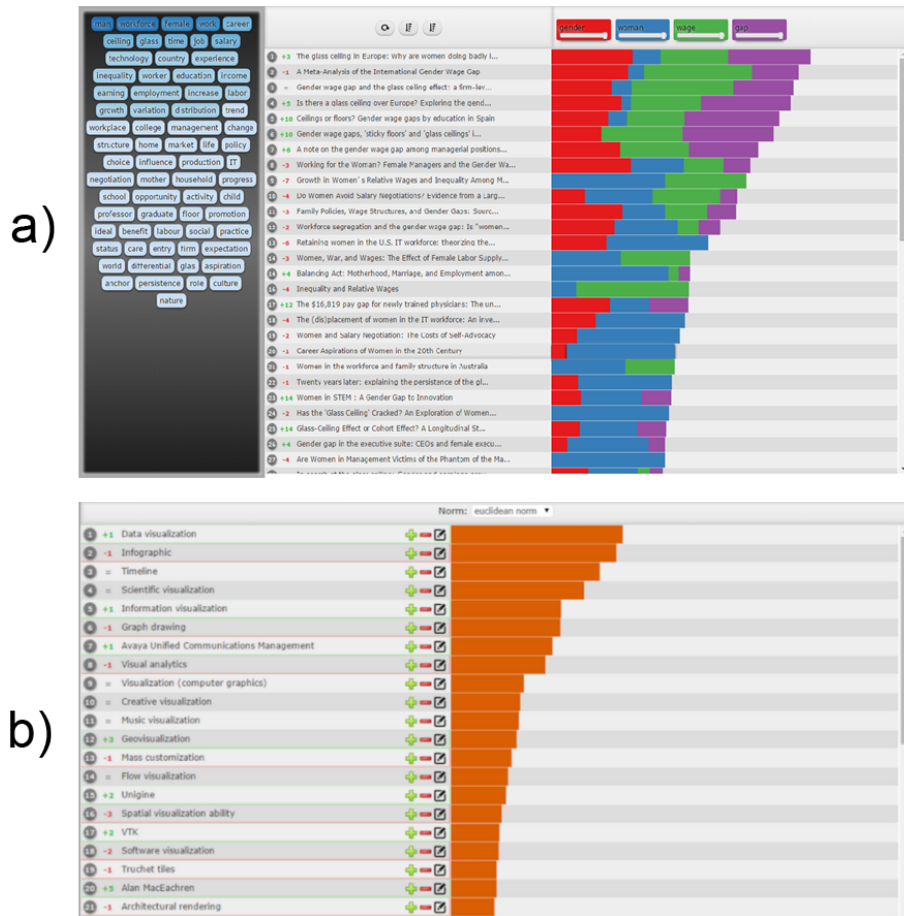 a)
man workforce female work career
ceiling glass time job salary
technology country experience
inequality worker education income
earning employment increase labor
growth variation distribution trend
workplace college management change
structure home market life policy
choice influence production IT
negotiation mother household progress
school opportunity activity child
professor graduate floor promotion
ideal benefit labour social practice
status care entry firm expectation
world differential glas aspiration
anchor persistence role culture
nature
gender woman wage gap
1 +3 The glass ceiling in Europe: Why are women doing badly i...
2 -1 A Meta-Analysis of the International Gender Wage Gap
3 = Gender wage gap and the glass ceiling effect: a firm-lev...
4 +5 Is there a glass ceiling over Europe? Exploring the gend...
5 +10 Ceilings or floors? Gender wage gaps by education in Spain
6 +10 Gender wage gaps, 'sticky floors' and 'glass ceilings' i...
7 +6 A note on the gender wage gap among managerial positions...
8 -3 Working for the Woman? Female Managers and the Gender Wa...
9 -7 Growth in Women's Relative Wages and Inequality Among M...
10 -4 Do Women Avoid Salary Negotiations? Evidence from a Larg...
11 -3 Family Policies, Wage Structures, and Gender Gaps: Sourc...
12 -2 Workforce segregation and the gender wage gap: Is "women...
13 -6 Retaining women in the U.S. IT workforce: theorizing the...
14 -3 Women, War, and Wages: The Effect of Female Labor Supply...
14 +4 Balancing Act: Motherhood, Marriage, and Employment amon...
16 -4 Inequality and Relative Wages
17 +12 The $16,819 pay gap for newly trained physicians: The un...
18 -4 The (dis)placement of women in the IT workforce: An inve...
19 -2 Women and Salary Negotiation: The Costs of Self-Advocacy
20 -1 Career Aspirations of Women in the 20th Century
21 -1 Women in the workforce and family structure in Australia
22 -1 Twenty years later: explaining the persistence of the gl...
23 +14 Women in STEM : A Gender Gap to Innovation
24 -2 Has the 'Glass Ceiling' Cracked? An Exploration of Women...
25 +14 Glass-Ceiling Effect or Cohort Effect? A Longitudinal St...
26 +4 Gender gap in the executive suite: CEOs and female execu...
27 -4 Are Women in Management Victims of the Phantom of the Ma...
b)
Norm: euclidean norm
1 +1 Data visualization
2 -1 Infographic
3 = Timeline
4 = Scientific visualization
5 +1 Information visualization
6 -1 Graph drawing
7 +1 Avaya Unified Communications Management
8 -1 Visual analytics
9 = Visualization (computer graphics)
10 = Creative visualization
11 = Music visualization
12 +3 Geovisualization
13 -1 Mass customization
14 = Flow visualization
15 +2 Unigine
16 -3 Spatial visualization ability
17 +2 VTK
18 -2 Software visualization
19 -1 Truchet tiles
20 +5 Alan MacEachren
21 -1 Architectural rendering